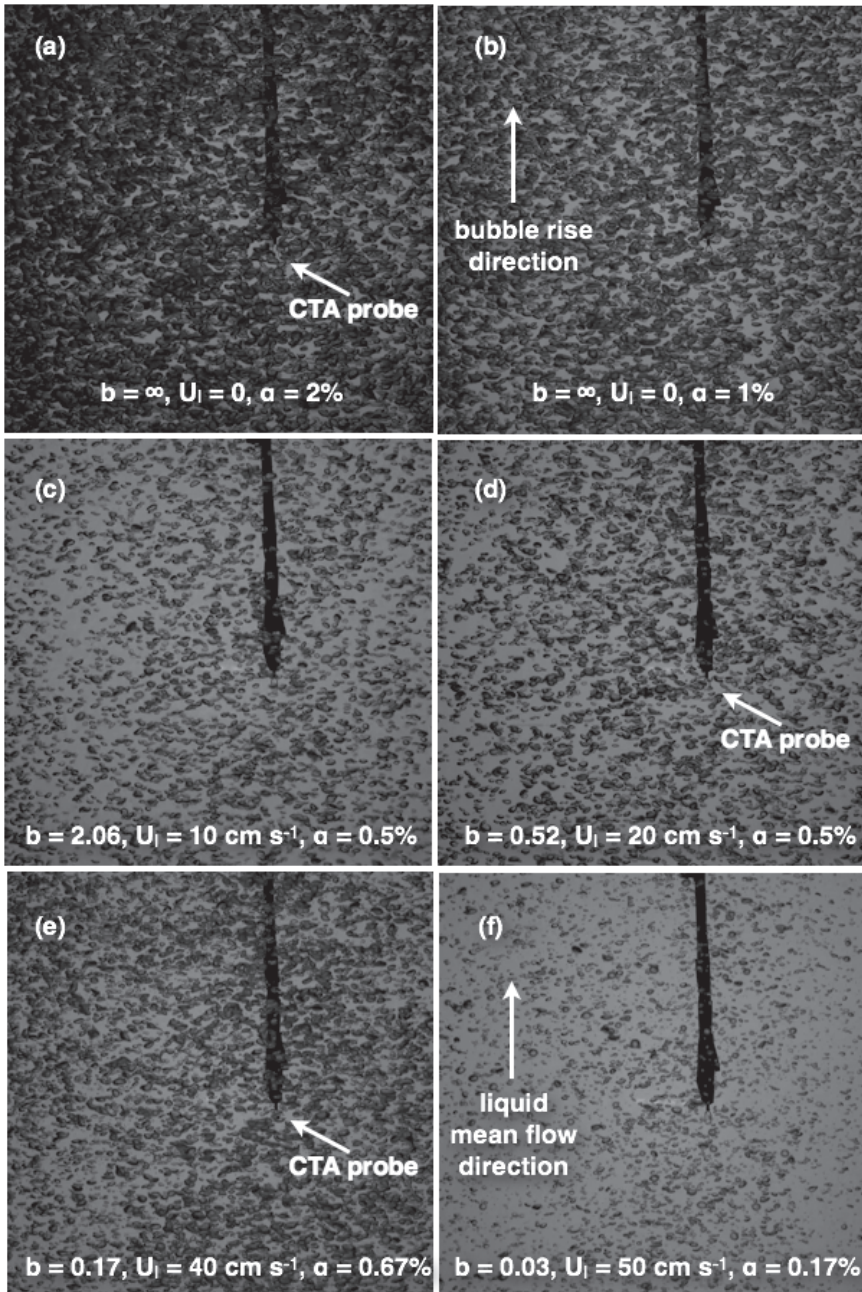 (a)
CTA probe
b = ∞, Uₗ = 0, α = 2%
(b)
bubble rise
direction
b = ∞, Uₗ = 0, α = 1%
(c)
b = 2.06, Uₗ = 10 cm s⁻¹, α = 0.5%
(d)
CTA probe
b = 0.52, Uₗ = 20 cm s⁻¹, α = 0.5%
(e)
CTA probe
b = 0.17, Uₗ = 40 cm s⁻¹, α = 0.67%
(f)
liquid
mean flow
direction
b = 0.03, Uₗ = 50 cm s⁻¹, α = 0.17%